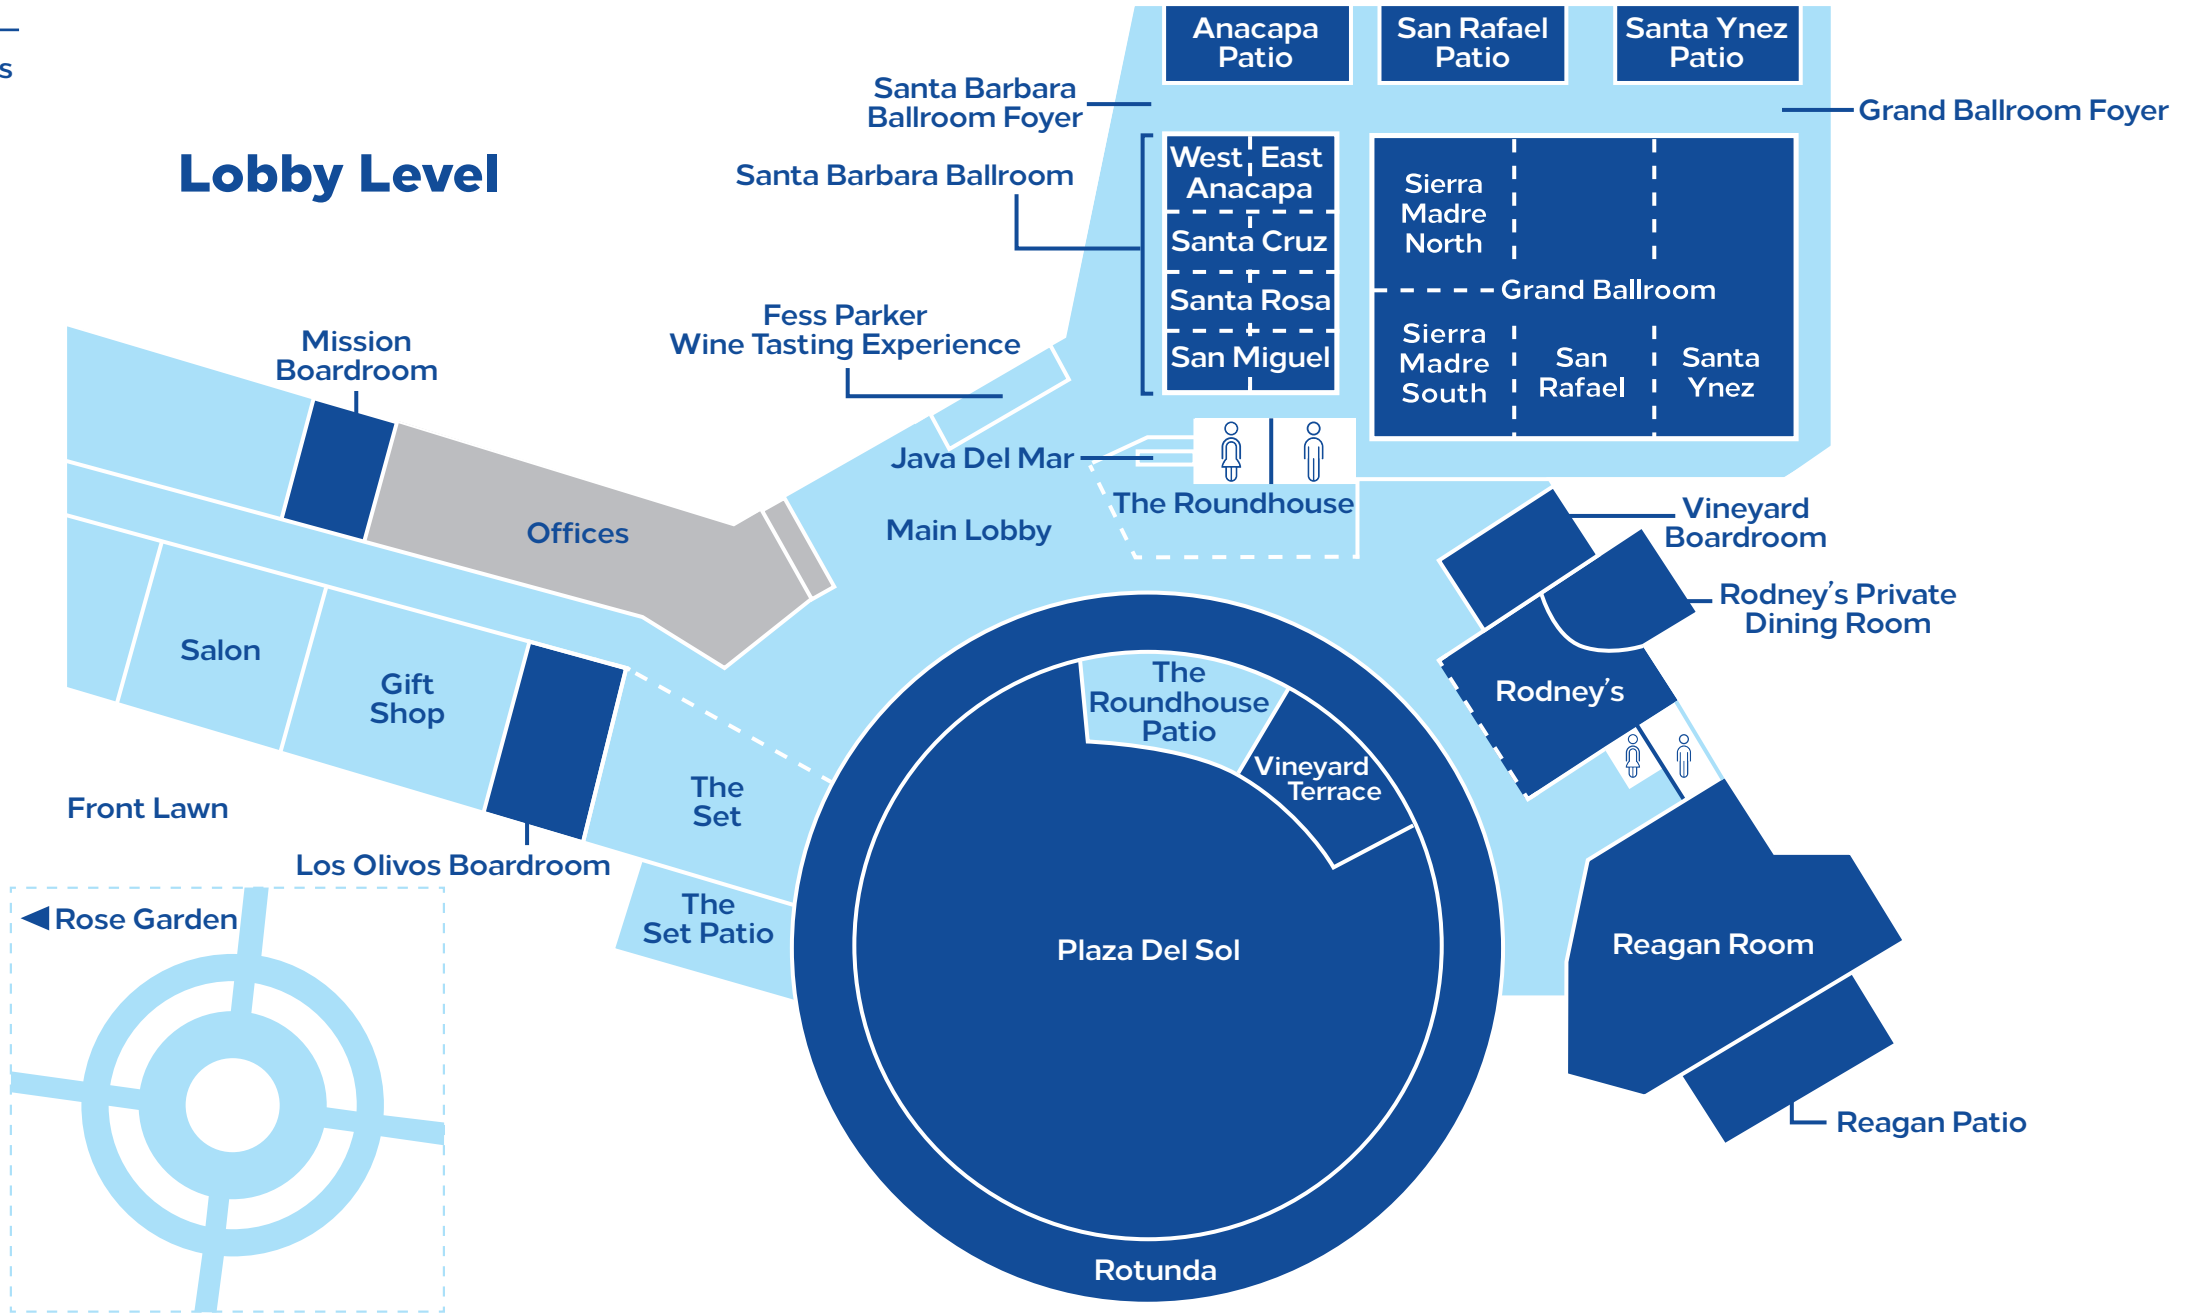 s
Lobby Level
Anacapa
Patio
San Rafael
Patio
Santa Ynez
Patio
Santa Barbara
Ballroom Foyer
Grand Ballroom Foyer
Santa Barbara Ballroom
West East
Anacapa
Santa Cruz
Santa Rosa
San Miguel
Sierra
Madre
North
Grand Ballroom
Sierra
Madre
South
San
Rafael
Santa
Ynez
Fess Parker
Wine Tasting Experience
Mission
Boardroom
Offices
Java Del Mar
The Roundhouse
Main Lobby
Vineyard
Boardroom
Rodney's Private
Dining Room
Rodney's
Salon
Gift
Shop
The
Roundhouse
Patio
Vineyard
Terrace
The
Set
Front Lawn
Los Olivos Boardroom
Rose Garden
The
Set Patio
Plaza Del Sol
Reagan Room
Reagan Patio
Rotunda